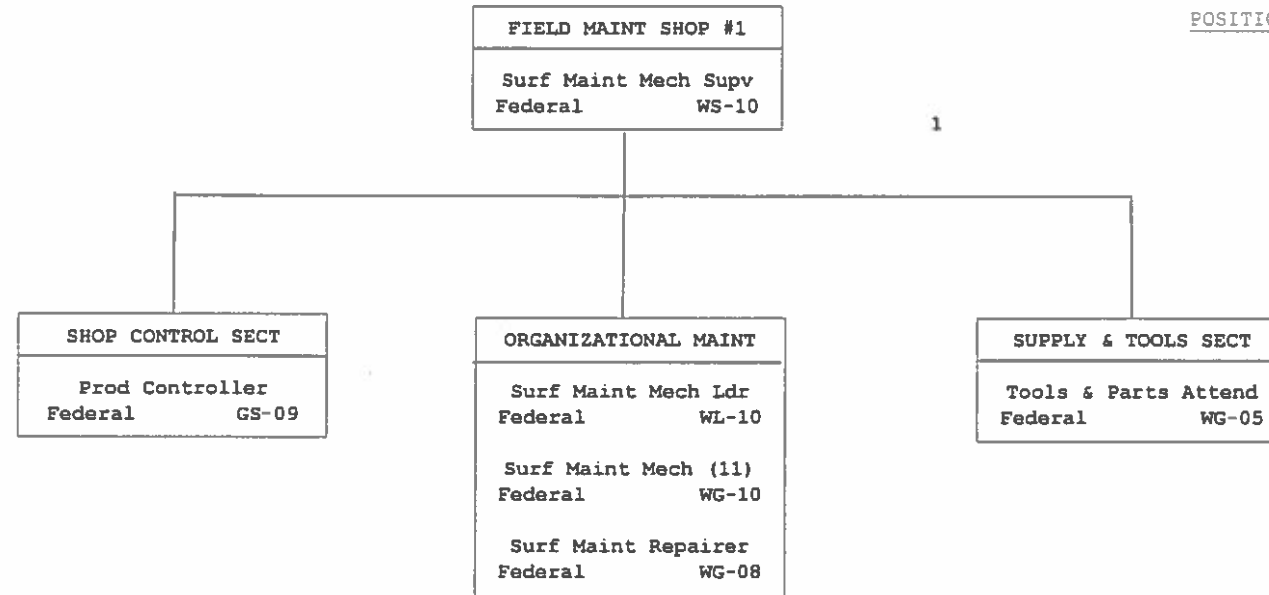 POSITIO
FIELD MAINT SHOP #1
Surf Maint Mech Supv
Federal WS-10
1
SHOP CONTROL SECT
Prod Controller
Federal GS-09
ORGANIZATIONAL MAINT
Surf Maint Mech Ldr
Federal WL-10
Surf Maint Mech (11)
Federal WG-10
Surf Maint Repairer
Federal WG-08
SUPPLY & TOOLS SECT
Tools & Parts Attend
Federal WG-05